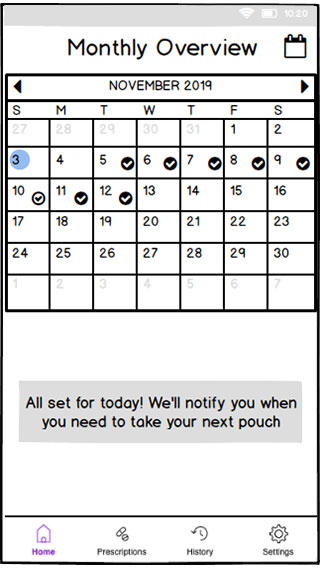 10:20
Monthly Overview
NOVEMBER 2019
S M T W T F S
27 28 29 30 31 1 2
3 4 5 6 7 8 9
10 11 12 13 14 15 16
17 18 19 20 21 22 23
24 25 26 27 28 29 30
1 2 3 4 5 6 7
All set for today! We'll notify you when
you need to take your next pouch
Home Prescriptions History Settings